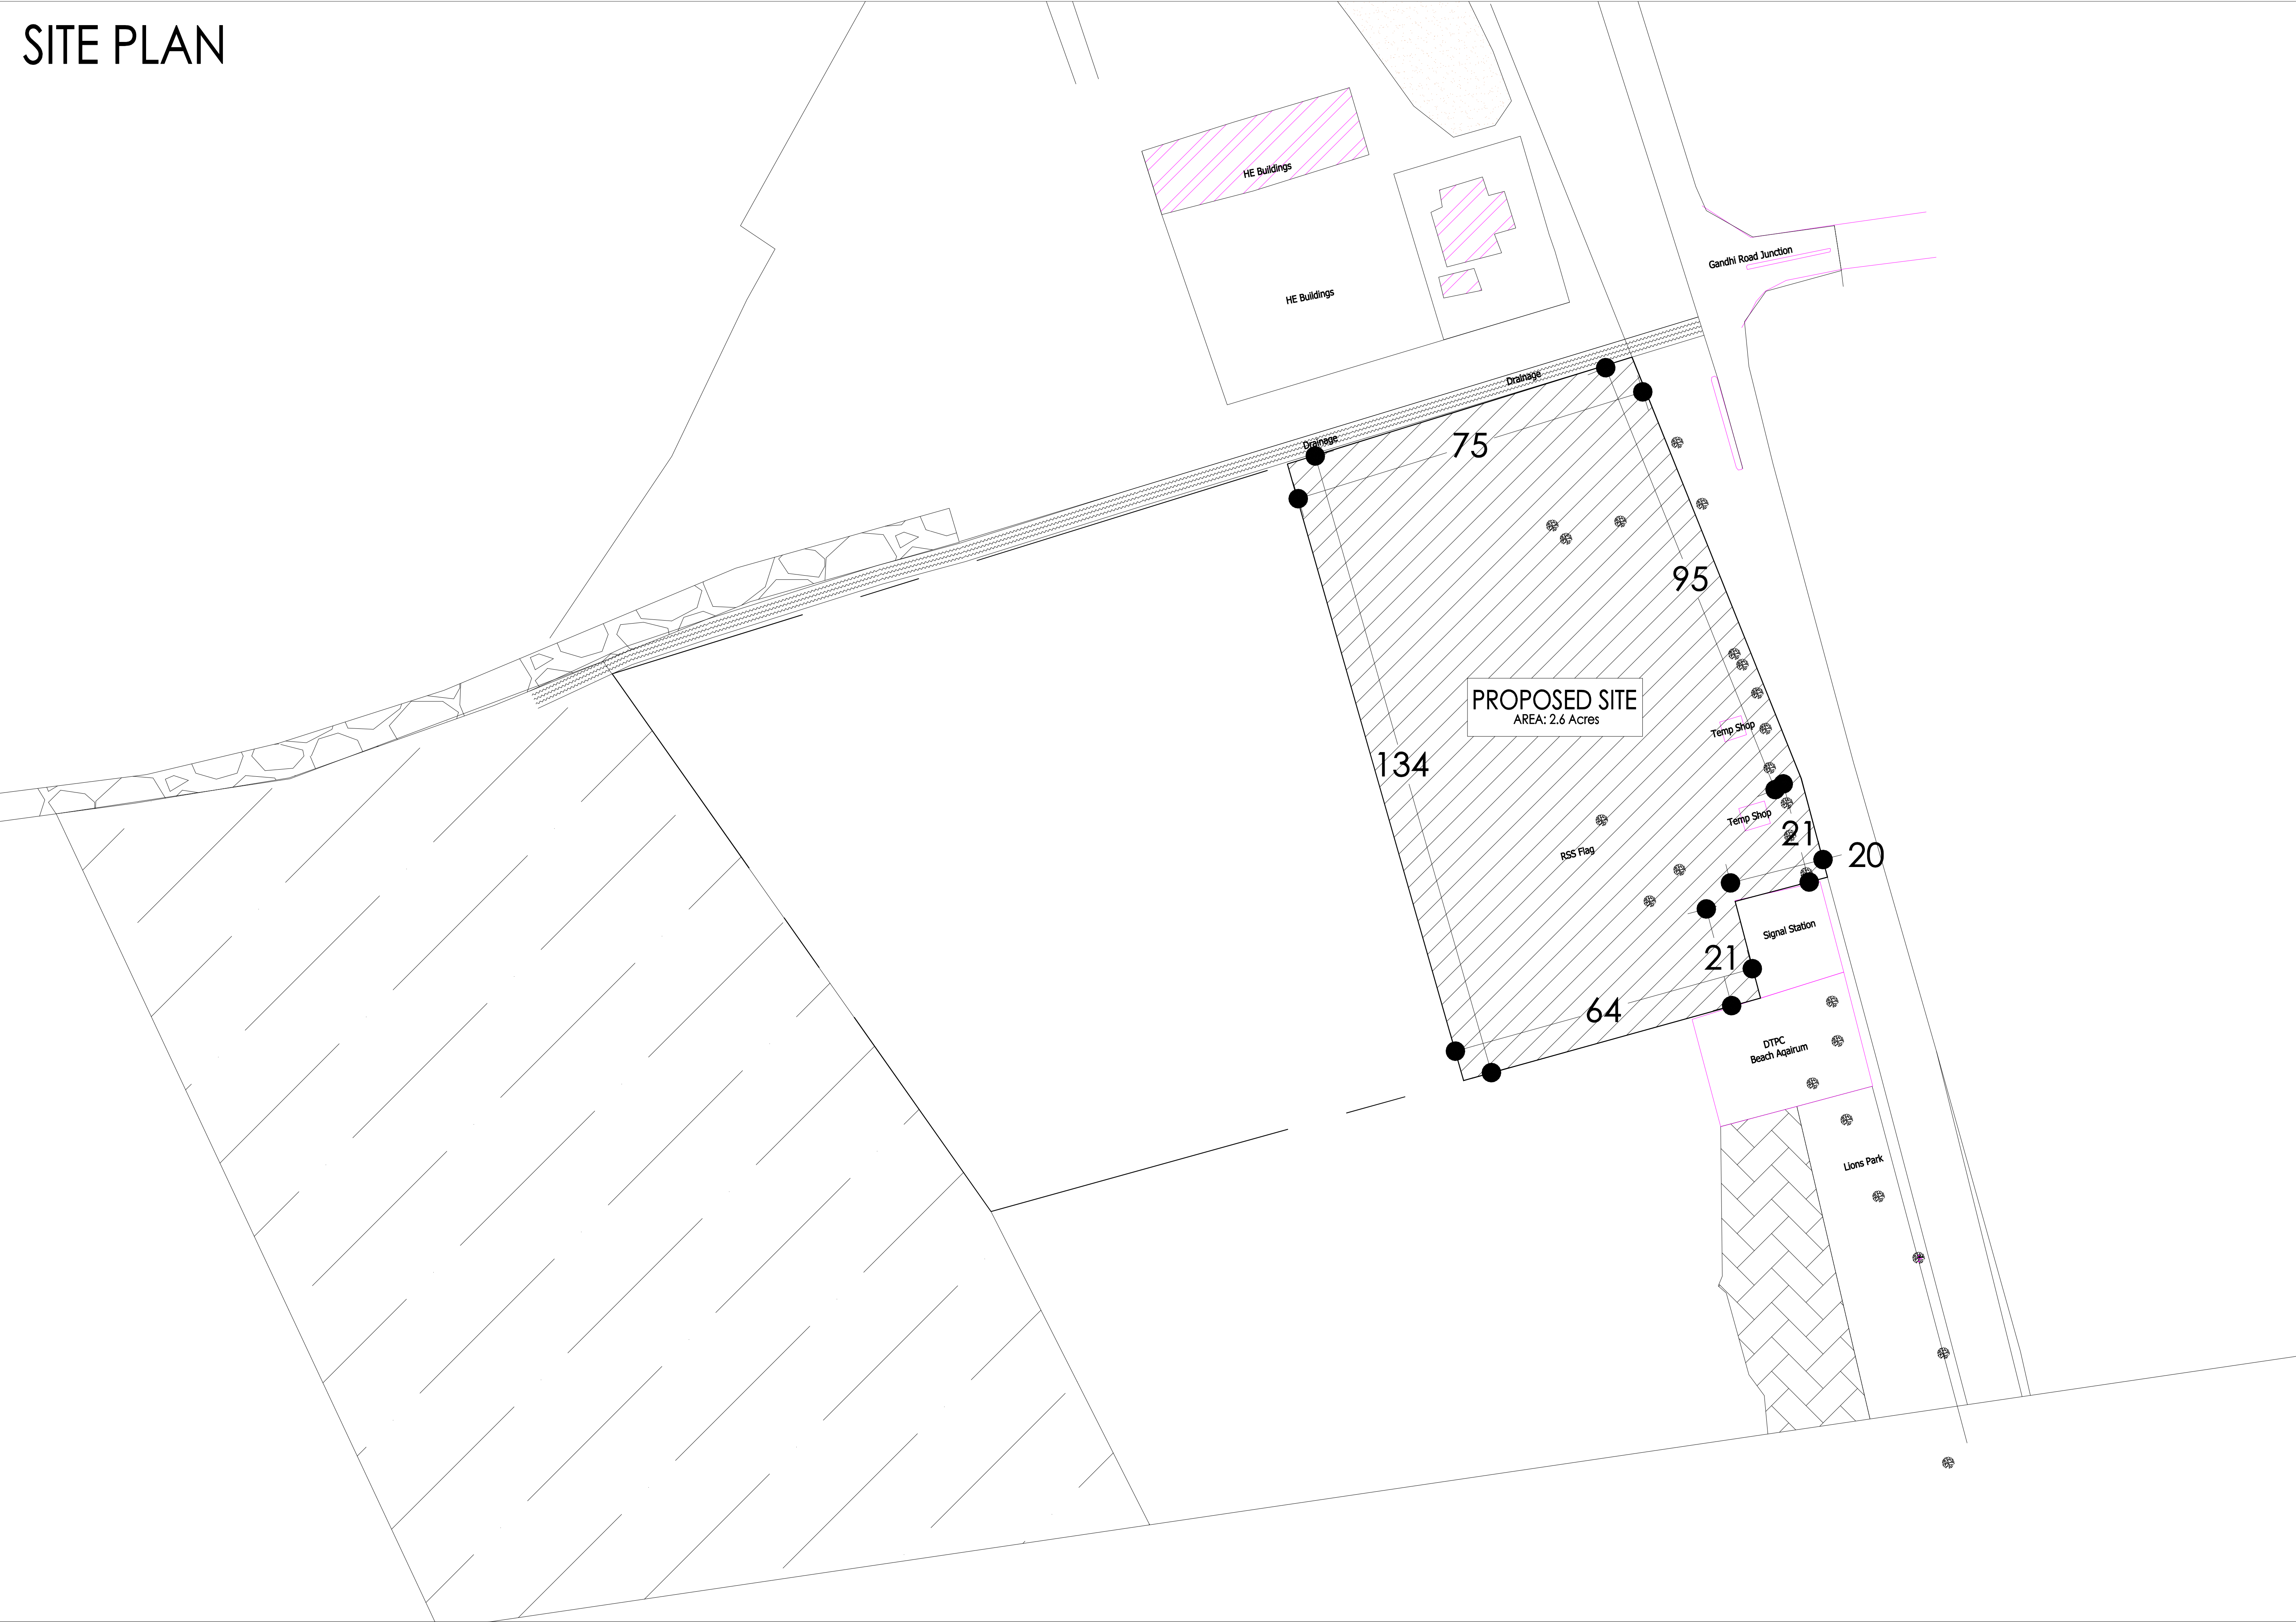 SITE PLAN
HE Buildings
HE Buildings
Gandhi Road Junction
Drainage
Drainage
75
95
PROPOSED SITE
AREA: 2.6 Acres
Temp Shop
134
Temp Shop
21
RSS Flag
20
Signal Station
21
64
DTPC
Beach Aqairum
Lions Park